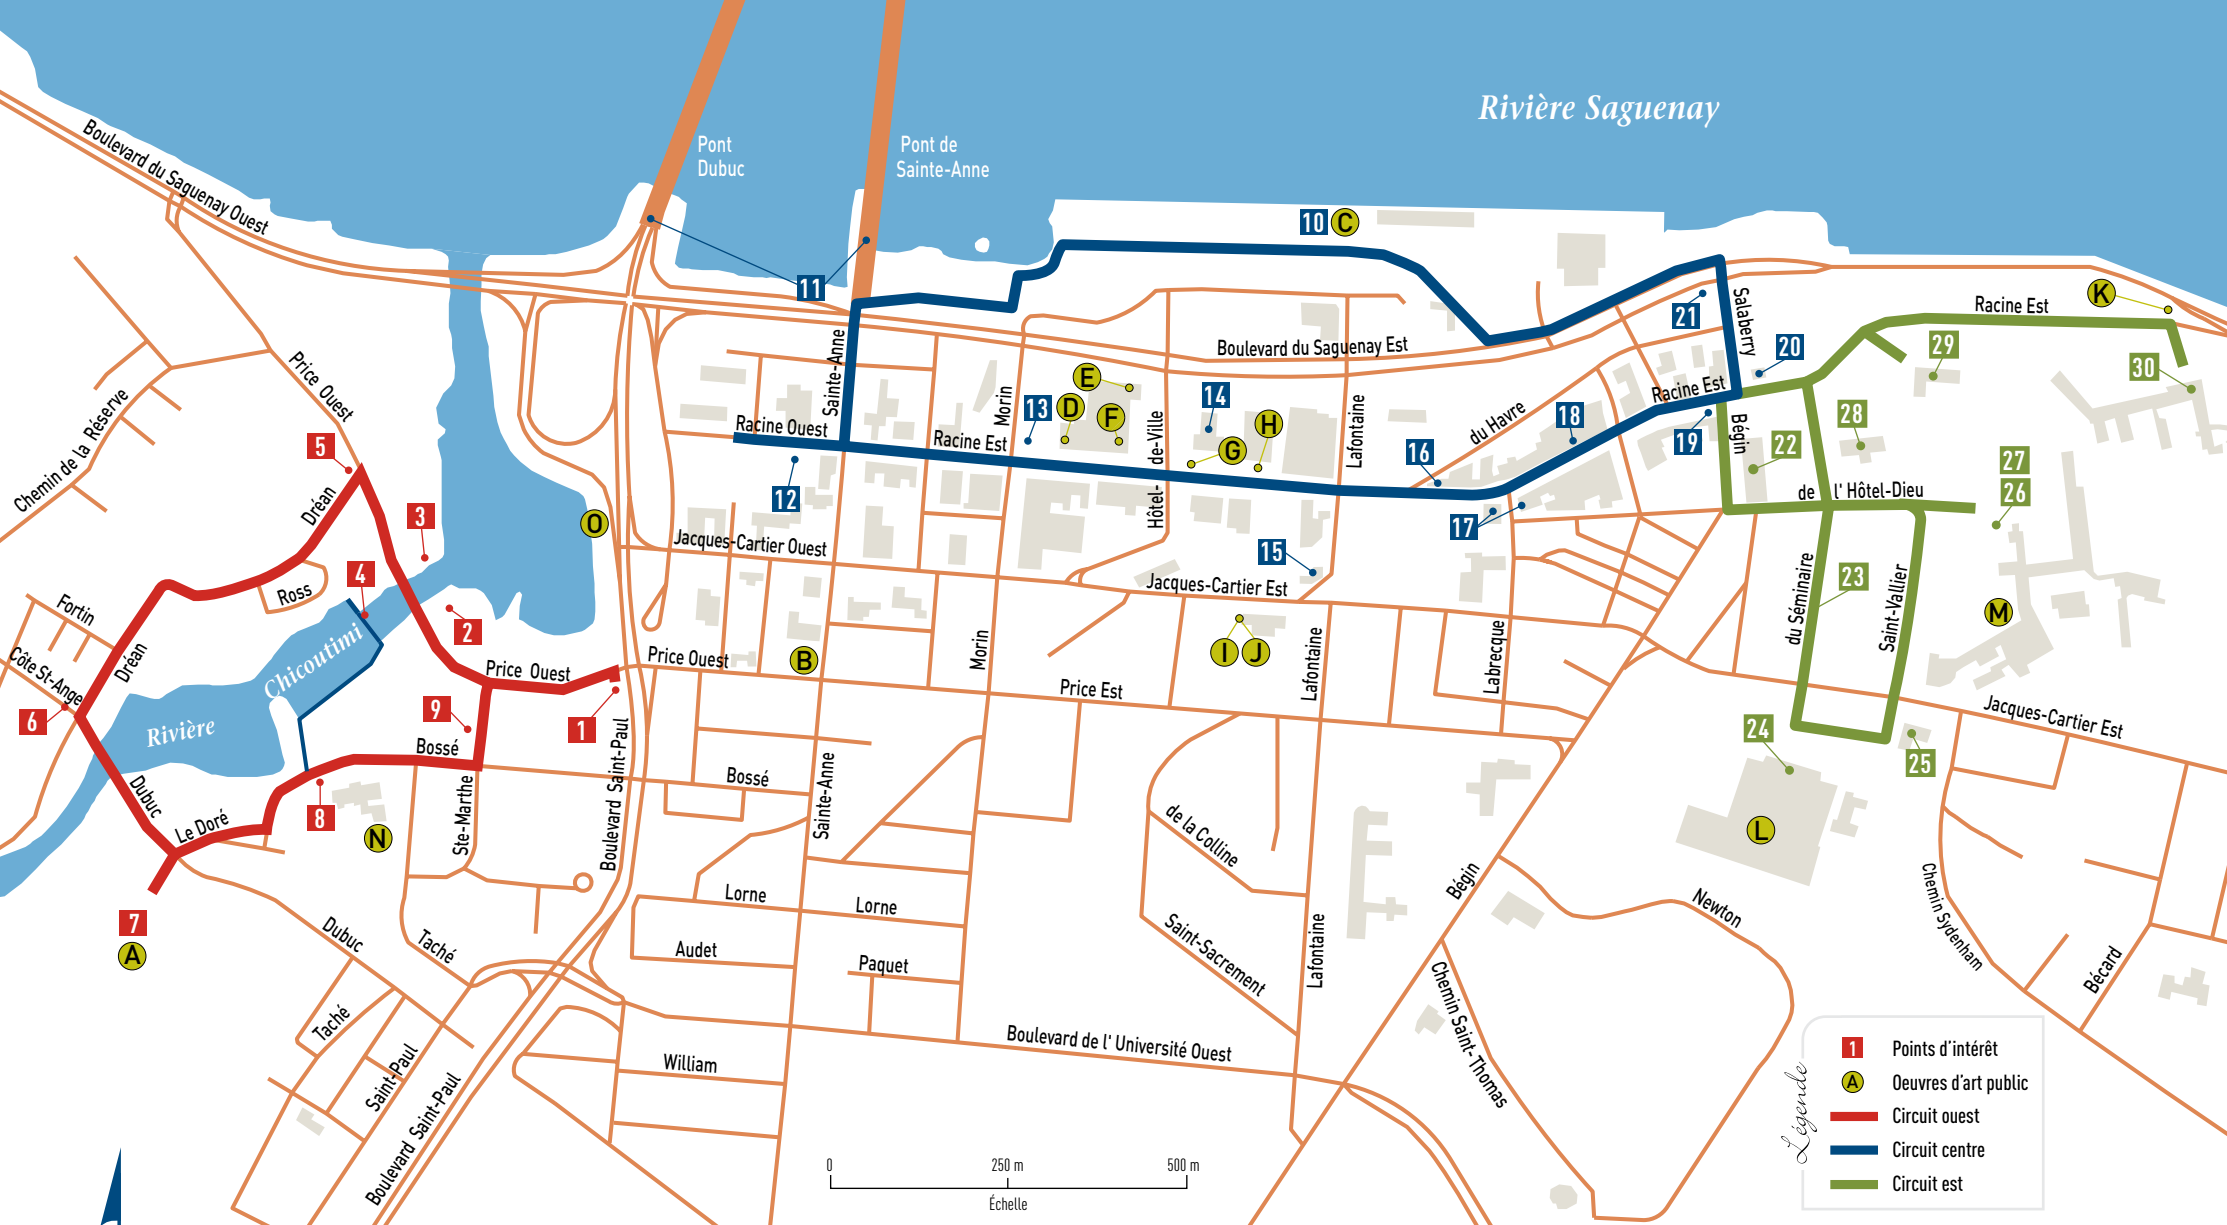 Rivière Saguenay
Boulevard du Saguenay Ouest
Pont
Dubuc
Pont de
Sainte-Anne
10
C
11
K
Racine Est
Salaberry
21
20
29
30
Boulevard du Saguenay Est
Price Ouest
Sainte-Anne
Chemin de la Réserve
5
Racine Ouest
Racine Est
Morin
13
E
D
F
Hôtel-de-Ville
14
G
H
Lafontaine
16
du Havre
18
Racine Est
19
Bégin
22
28
27
26
de l'Hôtel-Dieu
12
17
15
O
Dréan
3
4
Ross
Jacques-Cartier Ouest
Jacques-Cartier Est
Fortin
Dréan
Côte St-Ange
6
2
Rivière
Chicoutimi
Price Ouest
Price Ouest
B
9
1
Bossé
Morin
Price Est
I
J
Lafontaine
Labrecque
du Séminaire
23
Saint-Vallier
M
24
25
Jacques-Cartier Est
Dubuc
Le Doré
8
N
Ste-Marthe
Boulevard Saint-Paul
Bossé
Sainte-Anne
de la Colline
L
7
A
Dubuc
Taché
Lorne
Lorne
Audet
Paquet
Saint-Sacrement
Lafontaine
Bégin
Newton
Chemin Sydenham
Bécard
Taché
Saint-Paul
Boulevard Saint-Paul
William
Boulevard de l' Université Ouest
Chemin Saint-Thomas
0
250 m
500 m
Échelle
Légende
1
Points d'intérêt
A
Oeuvres d'art public
Circuit ouest
Circuit centre
Circuit est